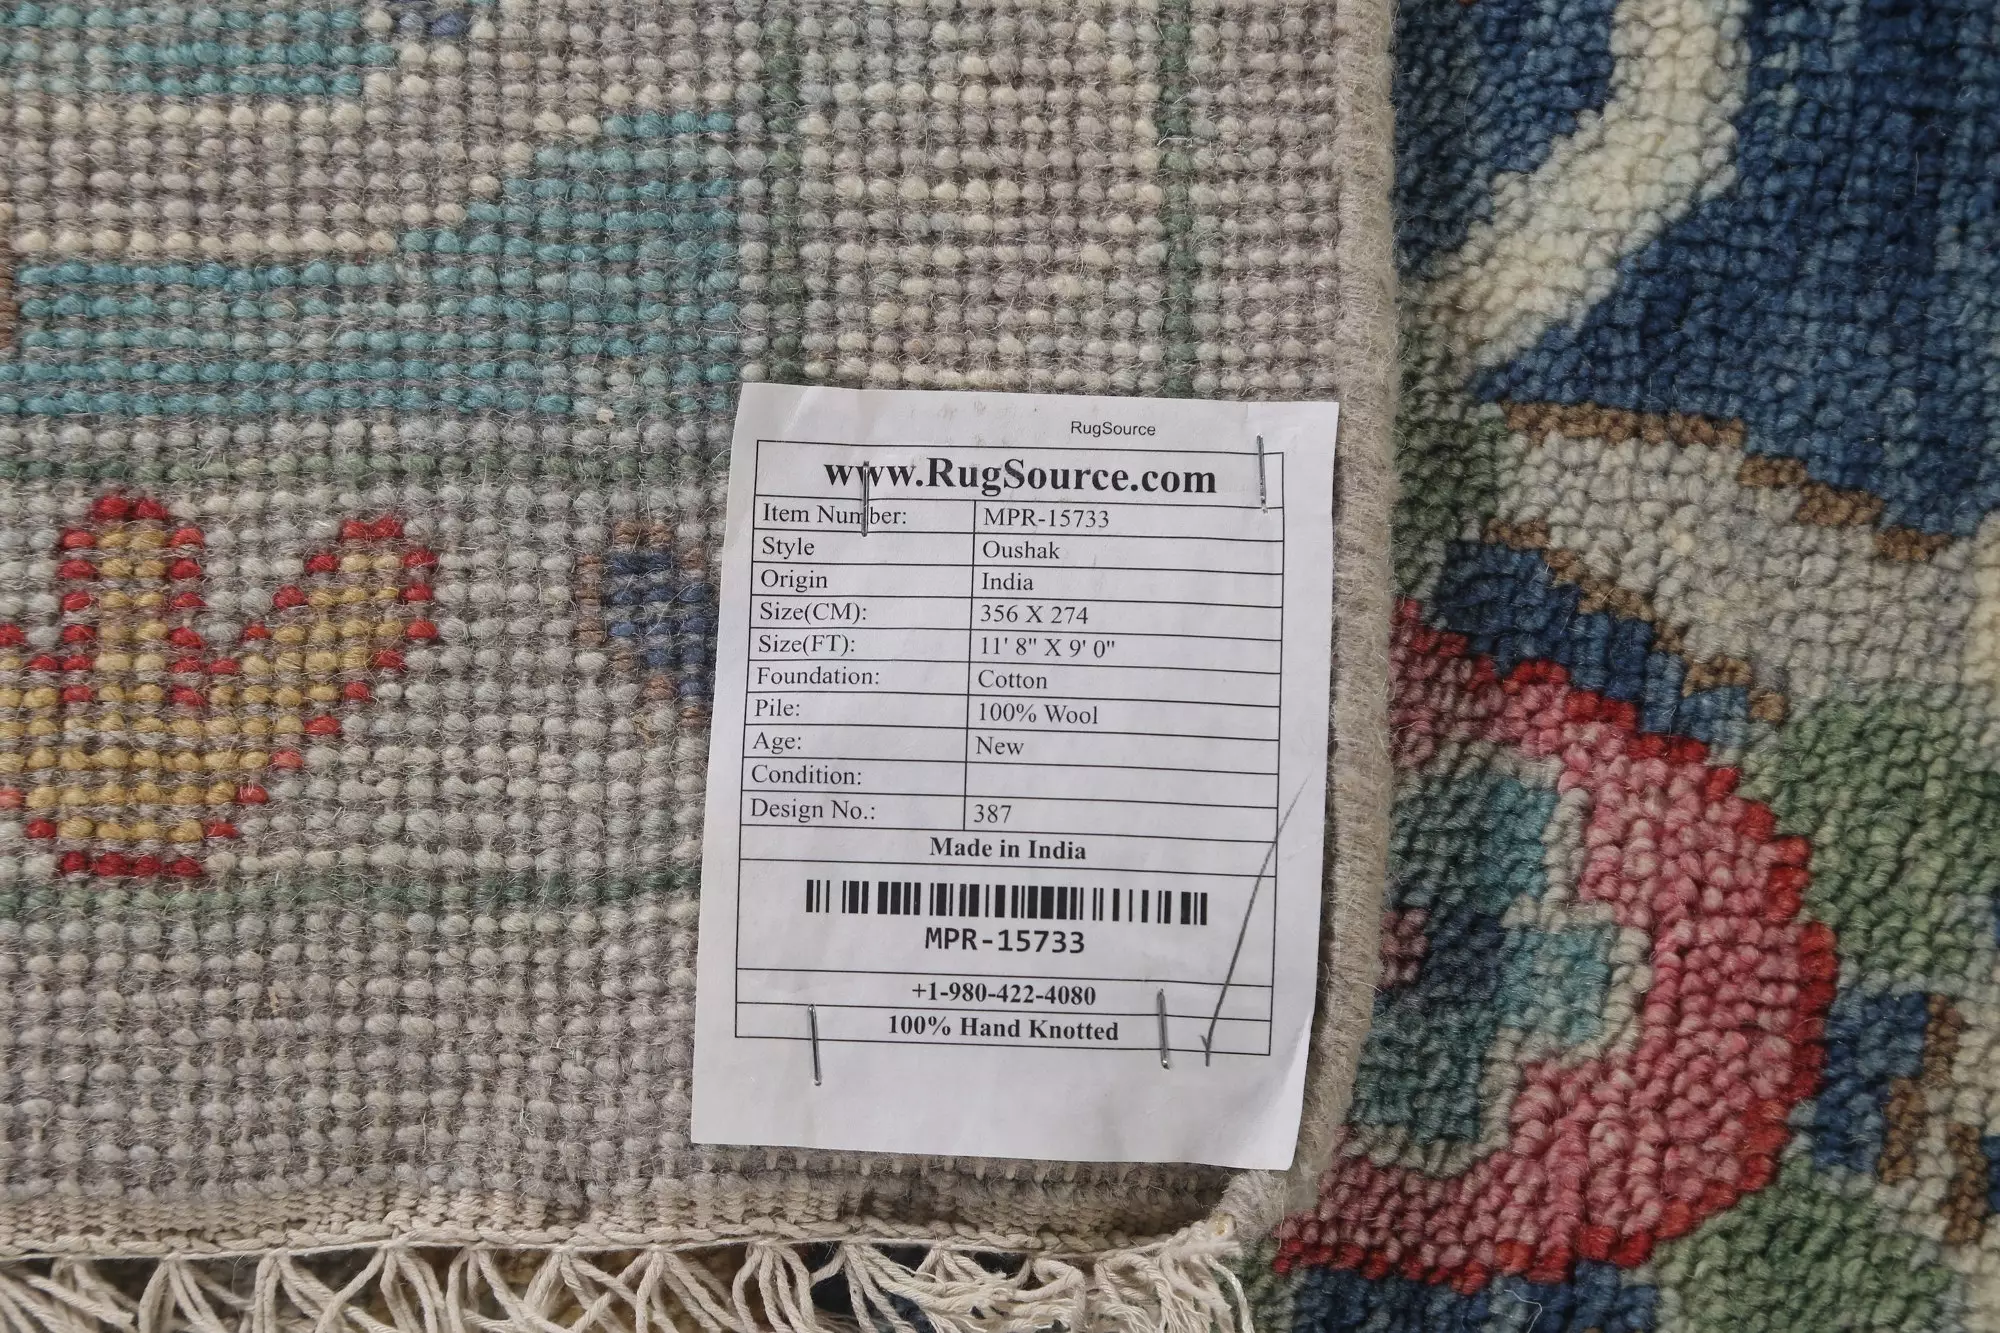 RugSource
www.RugSource.com
Item Number: MPR-15733
Style Oushak
Origin India
Size(CM): 356 X 274
Size(FT): 11' 8" X 9' 0"
Foundation: Cotton
Pile: 100% Wool
Age: New
Condition:
Design No.: 387
Made in India
MPR-15733
+1-980-422-4080
100% Hand Knotted